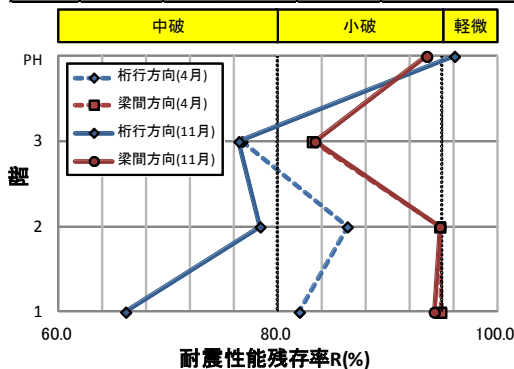 中破 小破 軽微
PH
桁行方向(4月)
梁間方向(4月)
桁行方向(11月)
梁間方向(11月)
3
階
2
1
60.0 80.0 100.0
耐震性能残存率R(%)